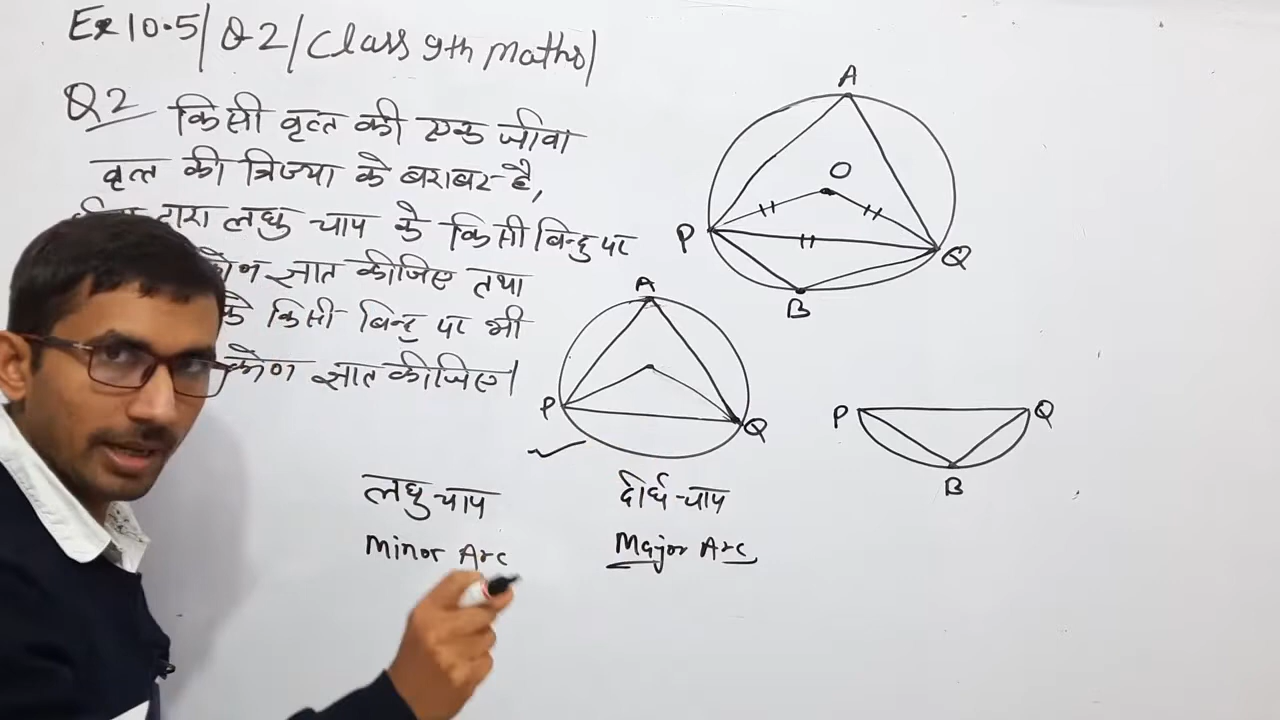 Ex 10.5/Q2/Class 9th Maths/
Q2 किसी वृत्त की एक जीवा
वृत्त की त्रिज्या के बराबर है,
द्वारा लघु चाप के किसी बिन्दु पर
ज्ञात कीजिए तथा
के किसी बिन्दु पर भी
कोण ज्ञात कीजिए।
A
O
P
Q
B
A
P
Q
P
Q
B
लघु चाप
दीर्घ चाप
Minor Arc
Major Arc